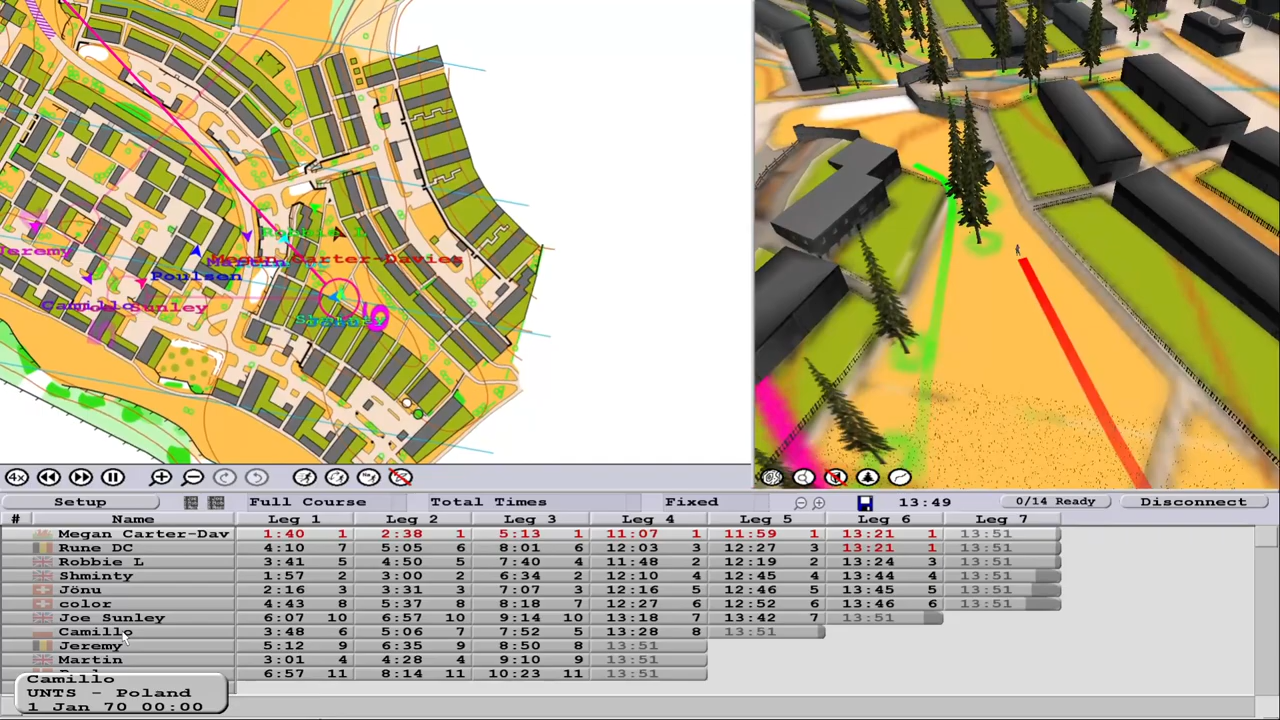 Jeremy
Robbie L
Megan Carter-Davies
Poulsen
Shminty
4x
Setup
Full Course
Total Times
Fixed
13:49
0/14 Ready
Disconnect
# Name Leg 1 Leg 2 Leg 3 Leg 4 Leg 5 Leg 6 Leg 7
Megan Carter-Dav 1:40 1 2:38 1 5:13 1 11:07 1 11:59 1 13:21 1 13:51
Rune DC 4:10 7 5:05 6 8:01 6 12:03 3 12:27 3 13:21 1 13:51
Robbie L 3:41 5 4:50 5 7:40 4 11:48 2 12:19 2 13:24 3 13:51
Shminty 1:57 2 3:00 2 6:34 2 12:10 4 12:45 4 13:44 4 13:51
Jönu 2:16 3 3:31 3 7:07 3 12:16 5 12:46 5 13:45 5 13:51
color 4:43 8 5:37 8 8:18 7 12:27 6 12:52 6 13:46 6 13:51
Joe Sunley 6:07 10 6:57 10 9:14 10 13:18 7 13:42 7 13:51
Camillo 3:48 6 5:06 7 7:52 5 13:28 8 13:51
Jeremy 5:12 9 6:35 9 8:50 8 13:51
Martin 3:01 4 4:28 4 9:10 9 13:51
6:57 11 8:14 11 10:23 11 13:51
Camillo
UNTS - Poland
1 Jan 70 00:00